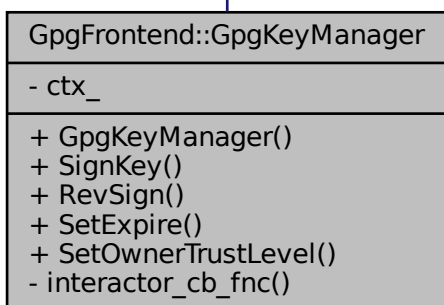 GpgFrontend::GpgKeyManager
- ctx_
+ GpgKeyManager()
+ SignKey()
+ RevSign()
+ SetExpire()
+ SetOwnerTrustLevel()
- interactor_cb_fnc()